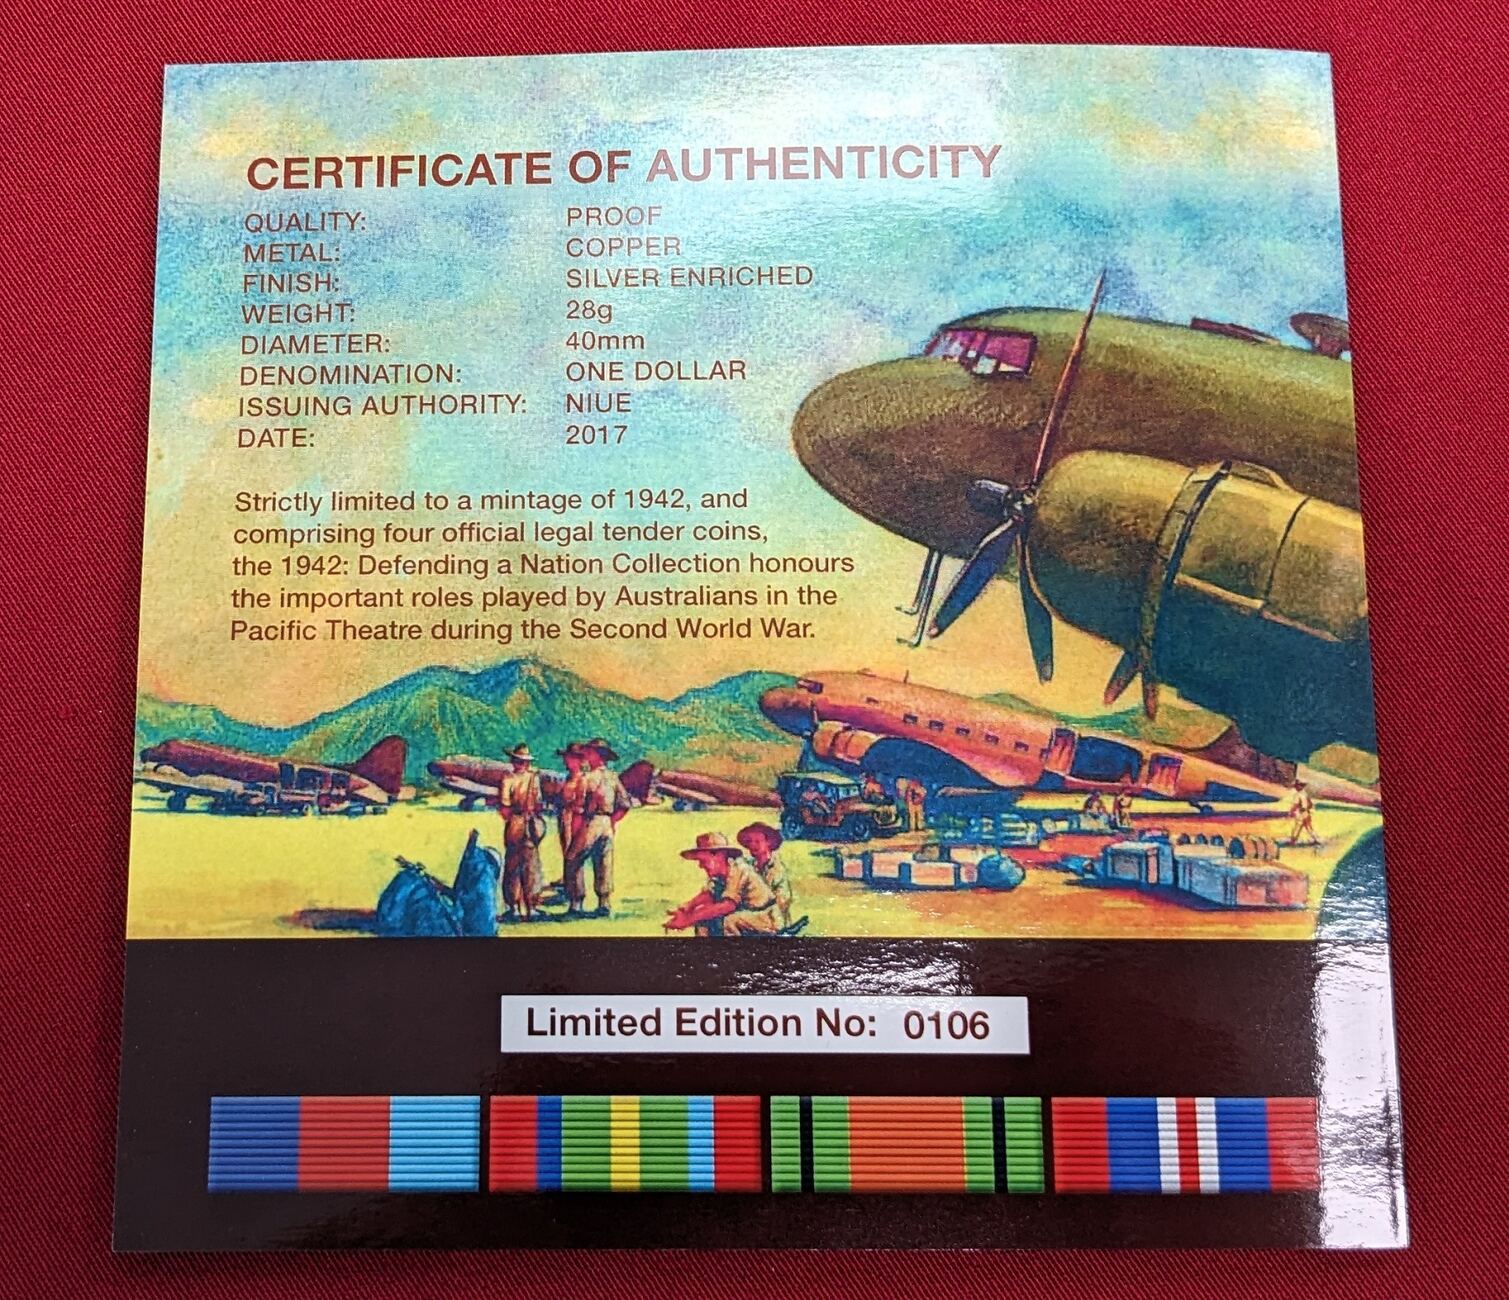 CERTIFICATE OF AUTHENTICITY
QUALITY: PROOF
METAL: COPPER
FINISH: SILVER ENRICHED
WEIGHT: 28g
DIAMETER: 40mm
DENOMINATION: ONE DOLLAR
ISSUING AUTHORITY: NIUE
DATE: 2017
Strictly limited to a mintage of 1942, and
comprising four official legal tender coins,
the 1942: Defending a Nation Collection honours
the important roles played by Australians in the
Pacific Theatre during the Second World War.
Limited Edition No: 0106